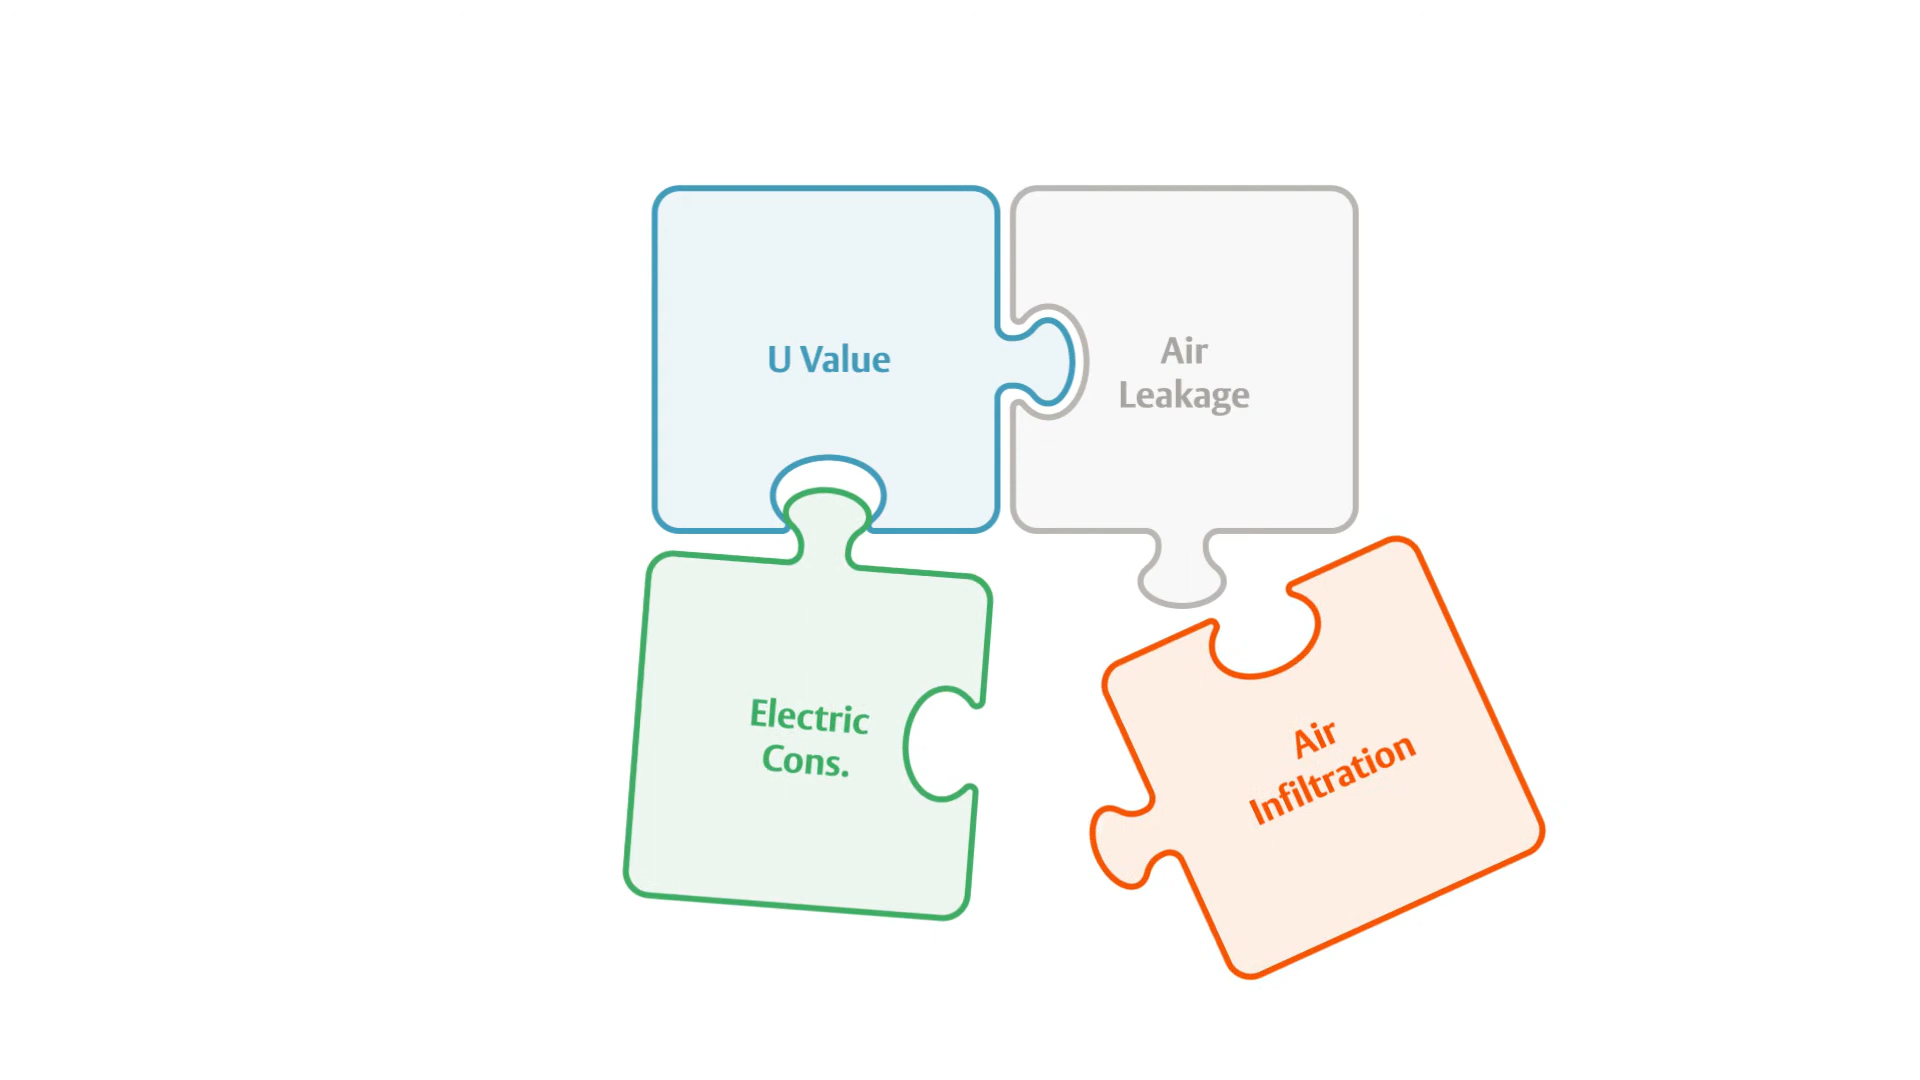 U Value
Air
Leakage
Electric
Cons.
Air
Infiltration